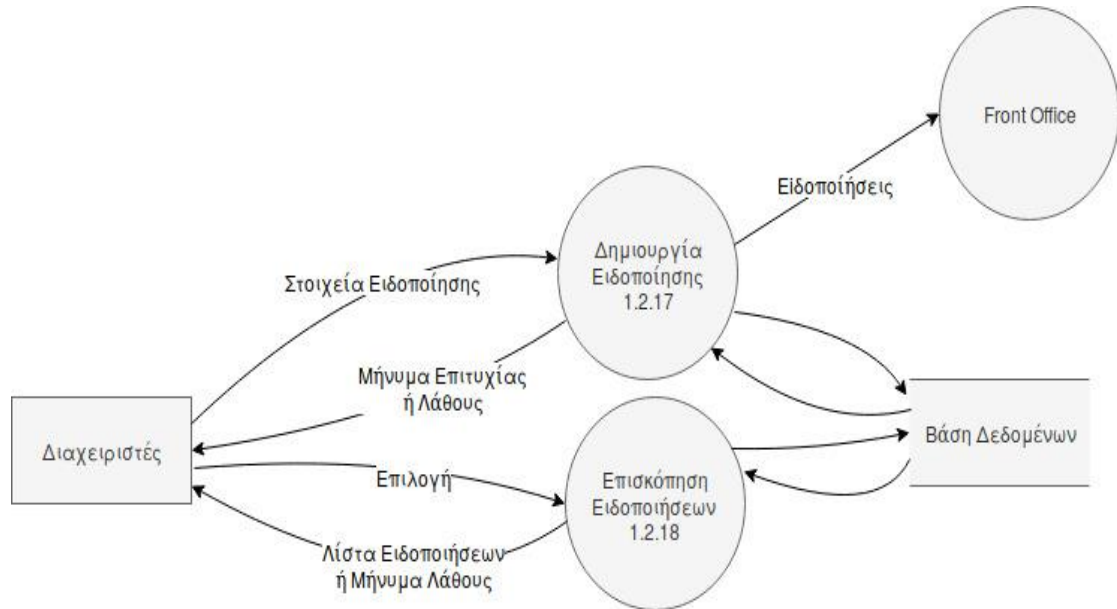 Front Office
Ειδοποίήσεις
Δημιουργία
Ειδοποίησης
1.2.17
Στοιχεία Ειδοποίησης
Μήνυμα Επιτυχίας
ή Λάθους
Διαχειριστές
Βάση Δεδομένων
Επιλογή
Επισκόπηση
Ειδοποιήσεων
1.2.18
Λίστα Ειδοποιήσεων
ή Μήνυμα Λάθους